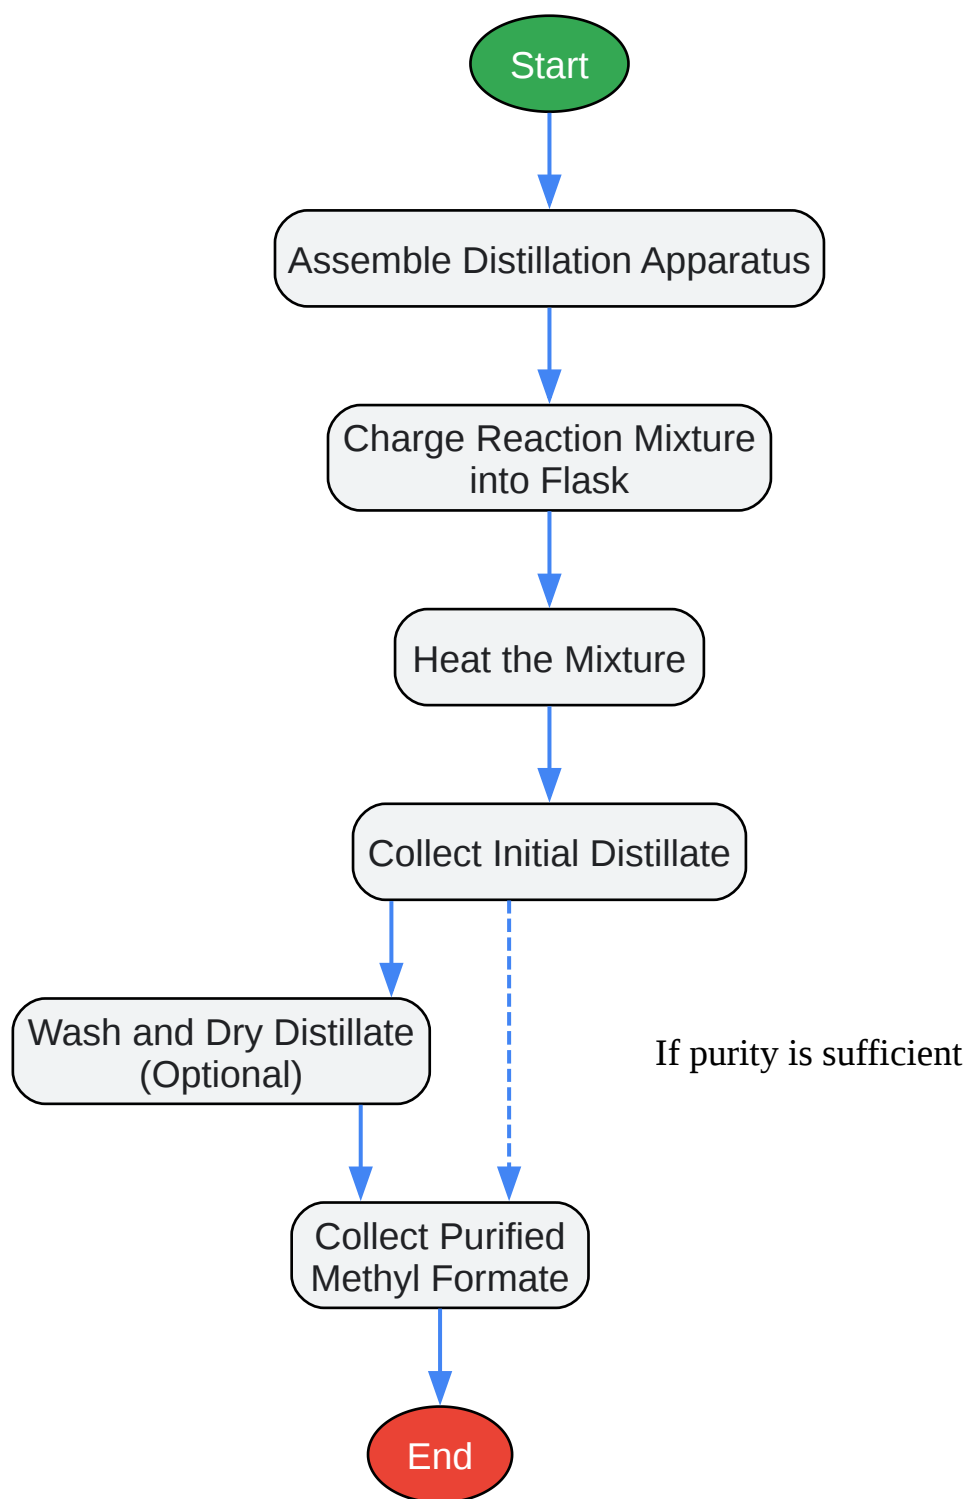 Start
Assemble Distillation Apparatus
Charge Reaction Mixture
into Flask
Heat the Mixture
Collect Initial Distillate
Wash and Dry Distillate
(Optional)
If purity is sufficient
Collect Purified
Methyl Formate
End